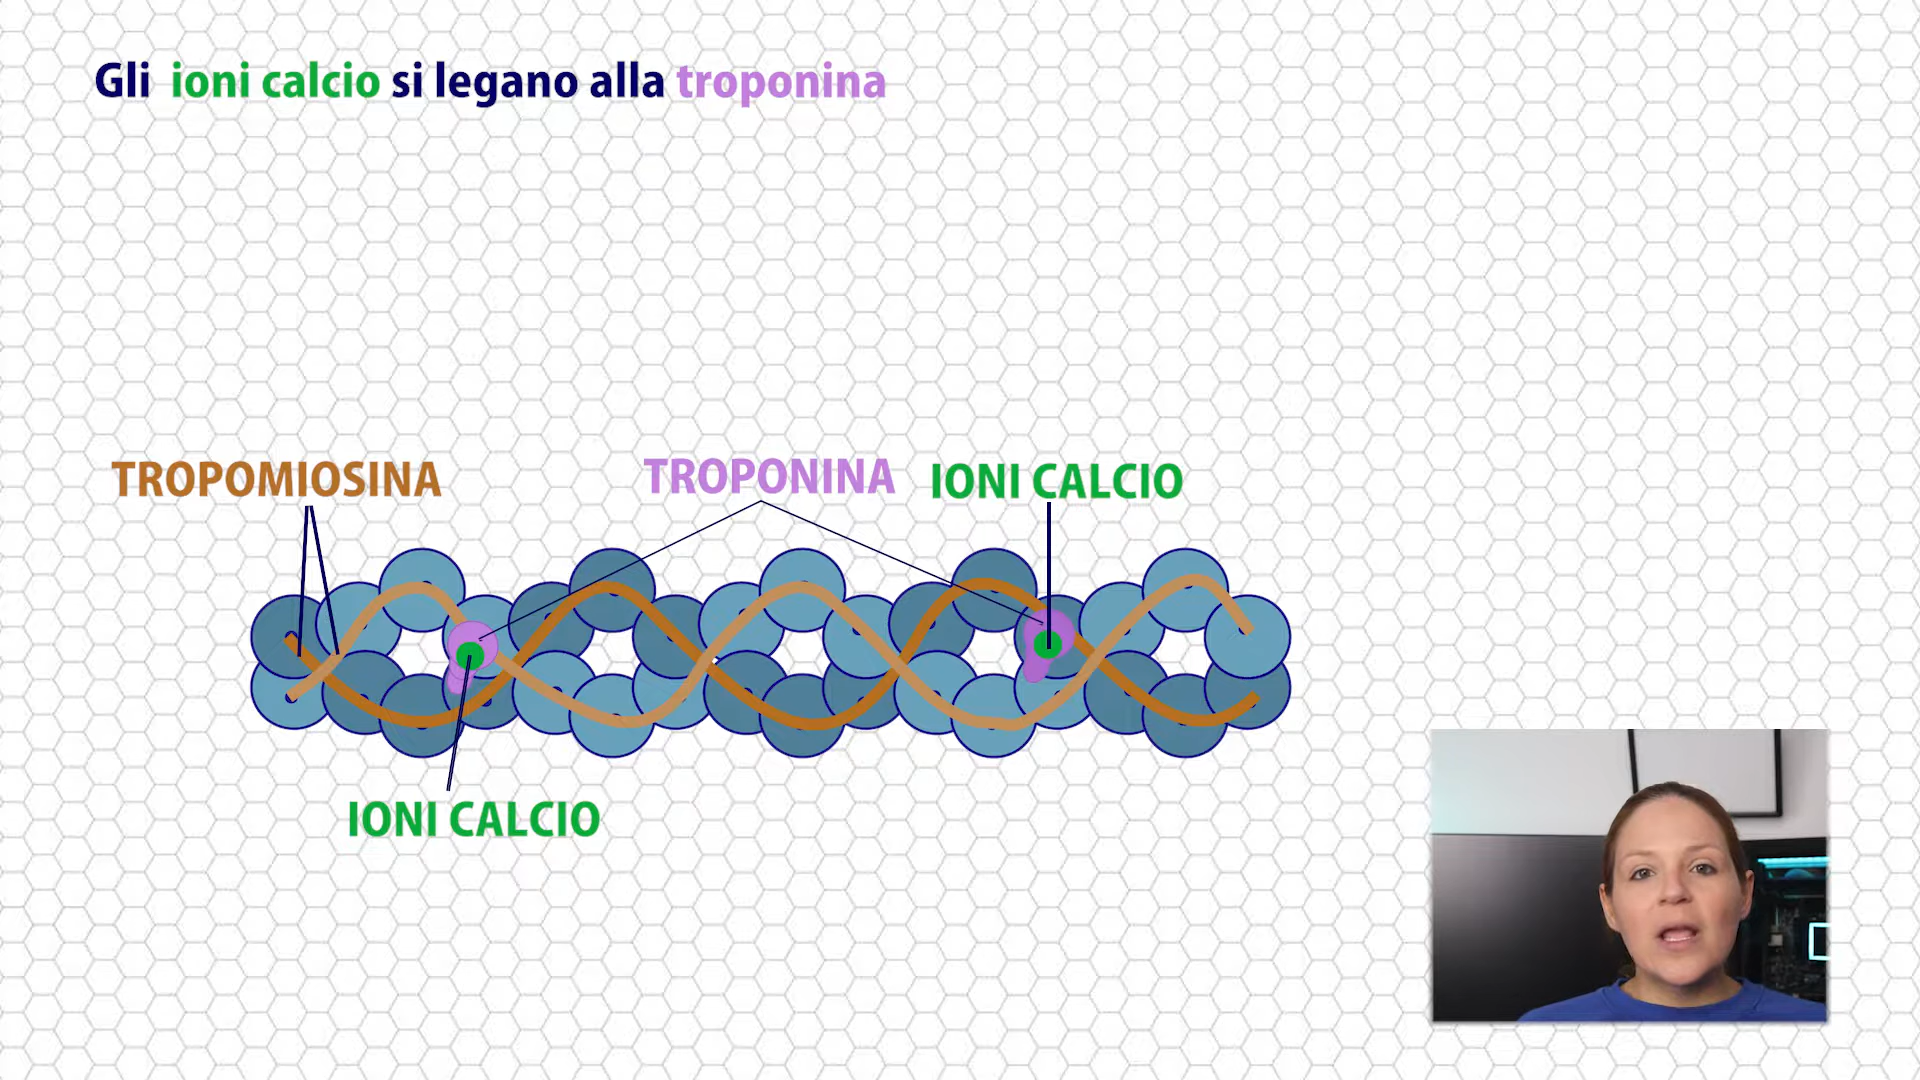 Gli ioni calcio si legano alla troponina
TROPOMIOSINA
TROPONINA
IONI CALCIO
IONI CALCIO